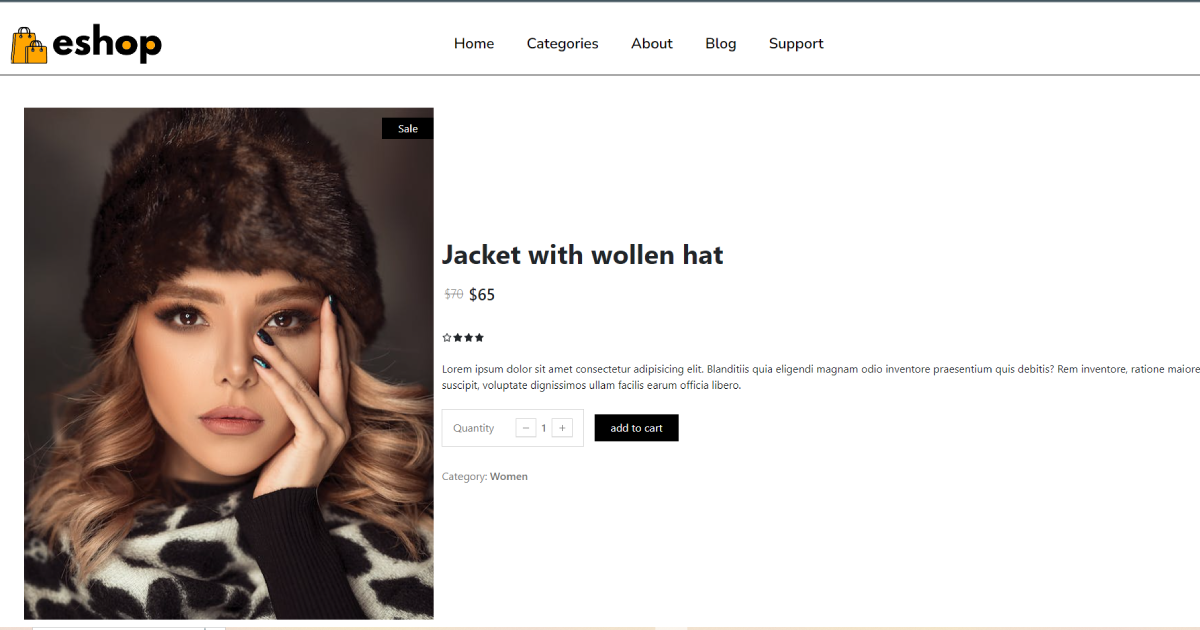 eshop
Home Categories About Blog Support
Sale
Jacket with wollen hat
$70 $65
Lorem ipsum dolor sit amet consectetur adipisicing elit. Blanditiis quia eligendi magnam odio inventore praesentium quis debitis? Rem inventore, ratione maiore
suscipit, voluptate dignissimos ullam facilis earum officia libero.
Quantity − 1 + add to cart
Category: Women